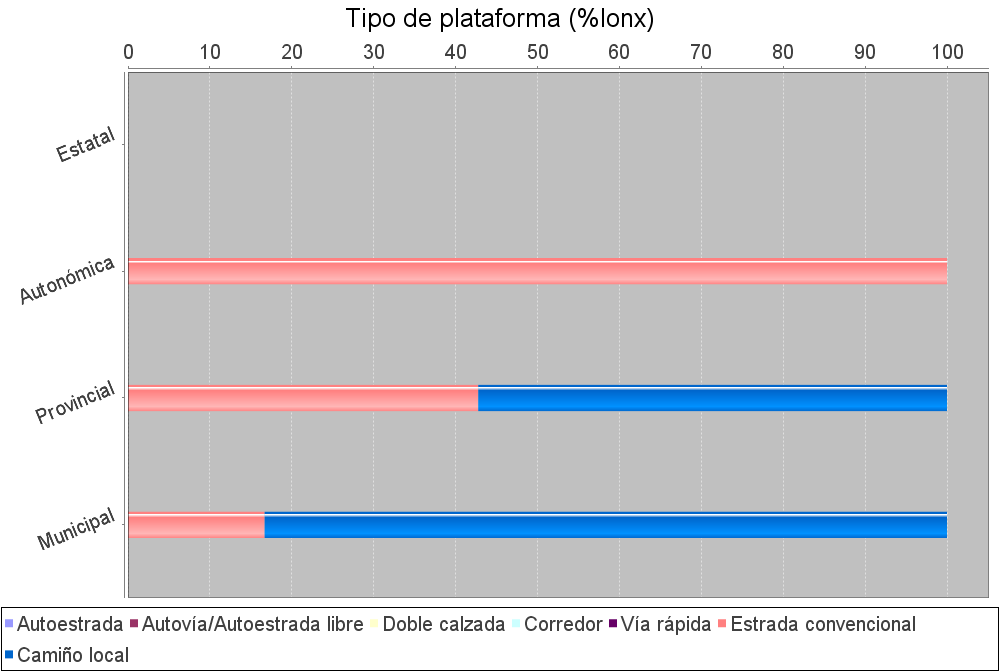 Tipo de plataforma (%lonx)
0 10 20 30 40 50 60 70 80 90 100
Estatal
Autonómica
Provincial
Municipal
Autoestrada Autovía/Autoestrada libre Doble calzada Corredor Vía rápida Estrada convencional
Camiño local